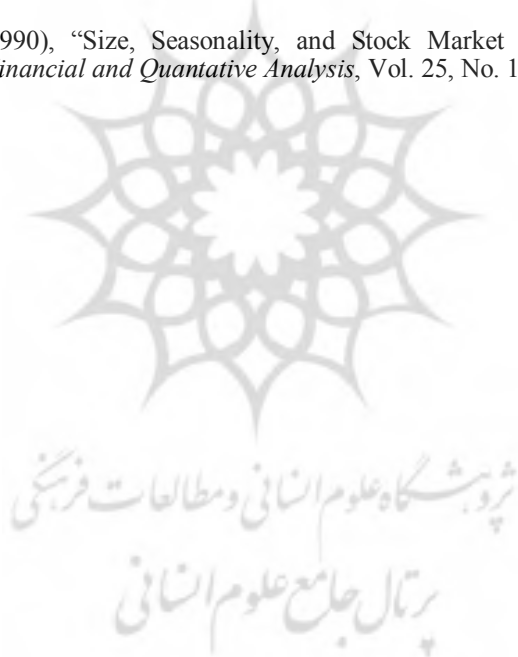 990), “Size, Seasonality, and Stock Market
inancial and Quantative Analysis, Vol. 25, No. 1
پژوهشگاه علوم انسانی و مطالعات فرهنگی
پرتال جامع علوم انسانی